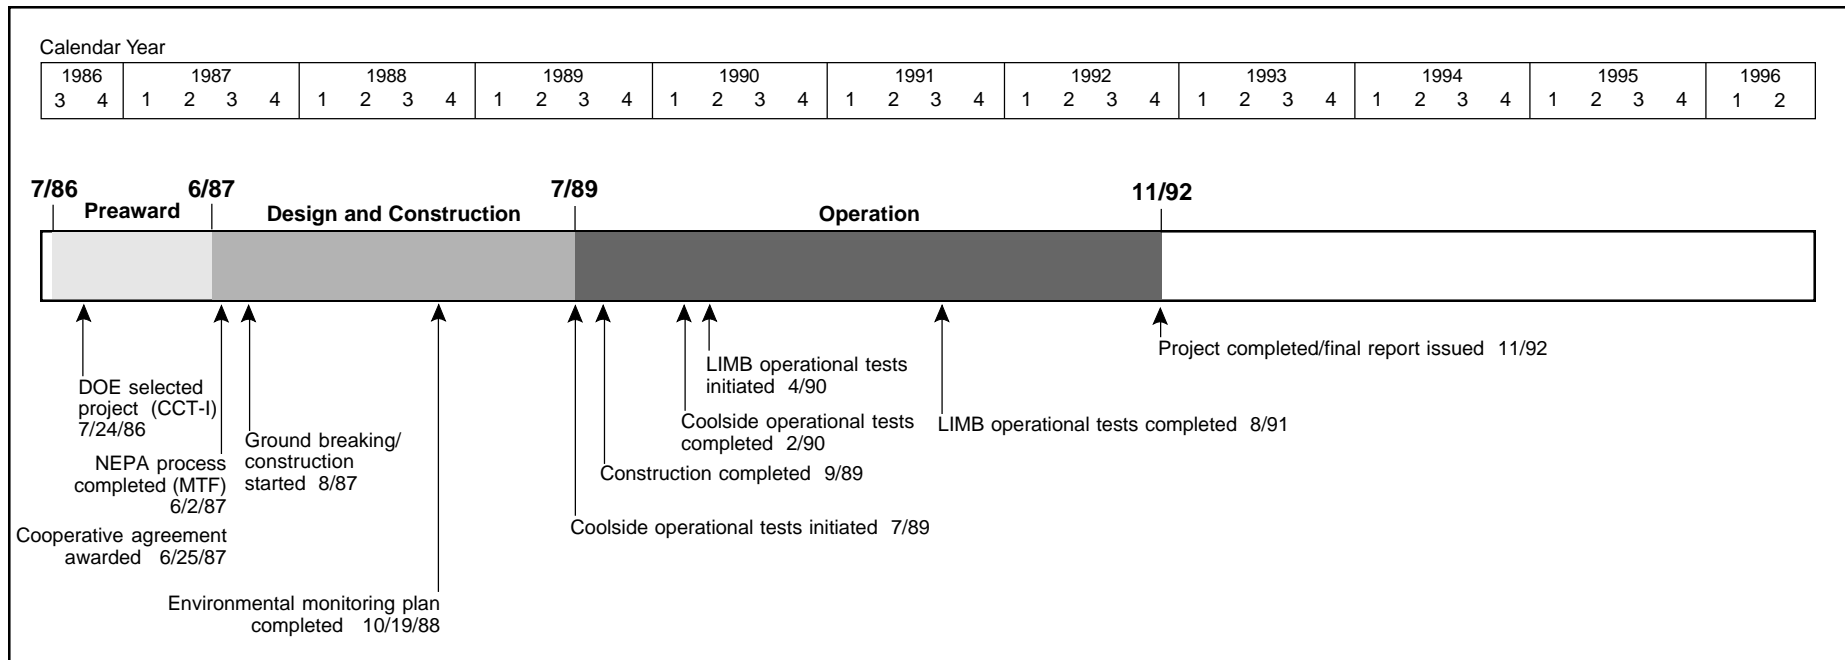 Calendar Year
1986 1987 1988 1989 1990 1991 1992 1993 1994 1995 1996
3 4 1 2 3 4 1 2 3 4 1 2 3 4 1 2 3 4 1 2 3 4 1 2 3 4 1 2 3 4 1 2 3 4 1 2 3 4 1 2
7/86 6/87 7/89 11/92
Preaward Design and Construction Operation
DOE selected
project (CCT-I)
7/24/86
NEPA process
completed (MTF)
6/2/87
Cooperative agreement
awarded 6/25/87
Ground breaking/
construction
started 8/87
Environmental monitoring plan
completed 10/19/88
Coolside operational tests initiated 7/89
Construction completed 9/89
Coolside operational tests
completed 2/90
LIMB operational tests
initiated 4/90
LIMB operational tests completed 8/91
Project completed/final report issued 11/92